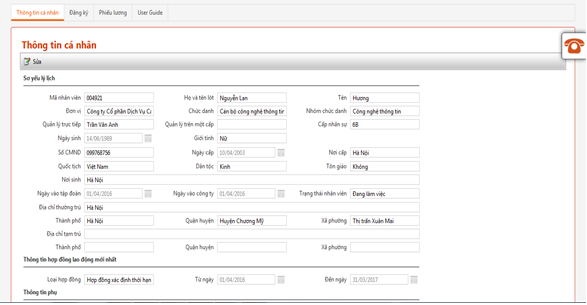 Thông tin cá nhân Đăng ký Phiếu lương User Guide
Thông tin cá nhân
Sửa
Sơ yếu lý lịch
Mã nhân viên 004921 Họ và tên lót Nguyễn Lan Tên Hương
Đơn vị Công ty Cổ phần Dịch Vụ Cô Chức danh Cán bộ công nghệ thông tin Nhóm chức danh Công nghệ thông tin
Quản lý trực tiếp Trần Vân Anh Quản lý trên một cấp Cấp nhân sự 6B
Ngày sinh 14/06/1989 Giới tính Nữ
Số CMND 099768756 Ngày cấp 10/04/2003 Nơi cấp Hà Nội
Quốc tịch Việt Nam Dân tộc Kinh Tôn giáo Không
Nơi sinh Hà Nội
Ngày vào tập đoàn 01/04/2016 Ngày vào công ty 01/04/2016 Trạng thái nhân viên Đang làm việc
Địa chỉ thường trú Hà Nội
Thành phố Hà Nội Quận huyện Huyện Chương Mỹ Xã phường Thị trấn Xuân Mai
Địa chỉ tạm trú
Thành phố Quận huyện Xã phường
Thông tin hợp đồng lao động mới nhất
Loại hợp đồng Hợp đồng xác định thời hạn Từ ngày 01/04/2016 Đến ngày 31/03/2017
Thông tin phụ